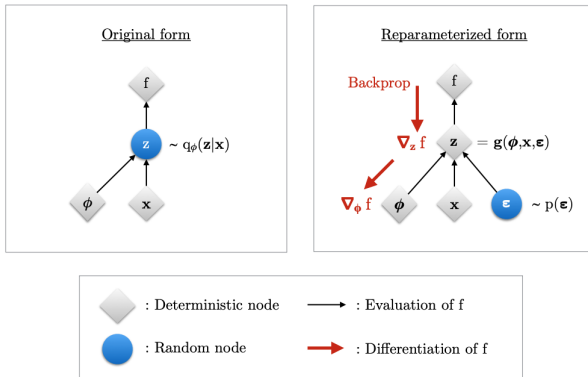 Original form
f
z ~ qϕ(z|x)
ϕ x
Reparameterized form
Backprop f
∇z f z = g(ϕ,x,ε)
∇ϕ f ϕ x ε ~ p(ε)
: Deterministic node
: Random node
: Evaluation of f
: Differentiation of f